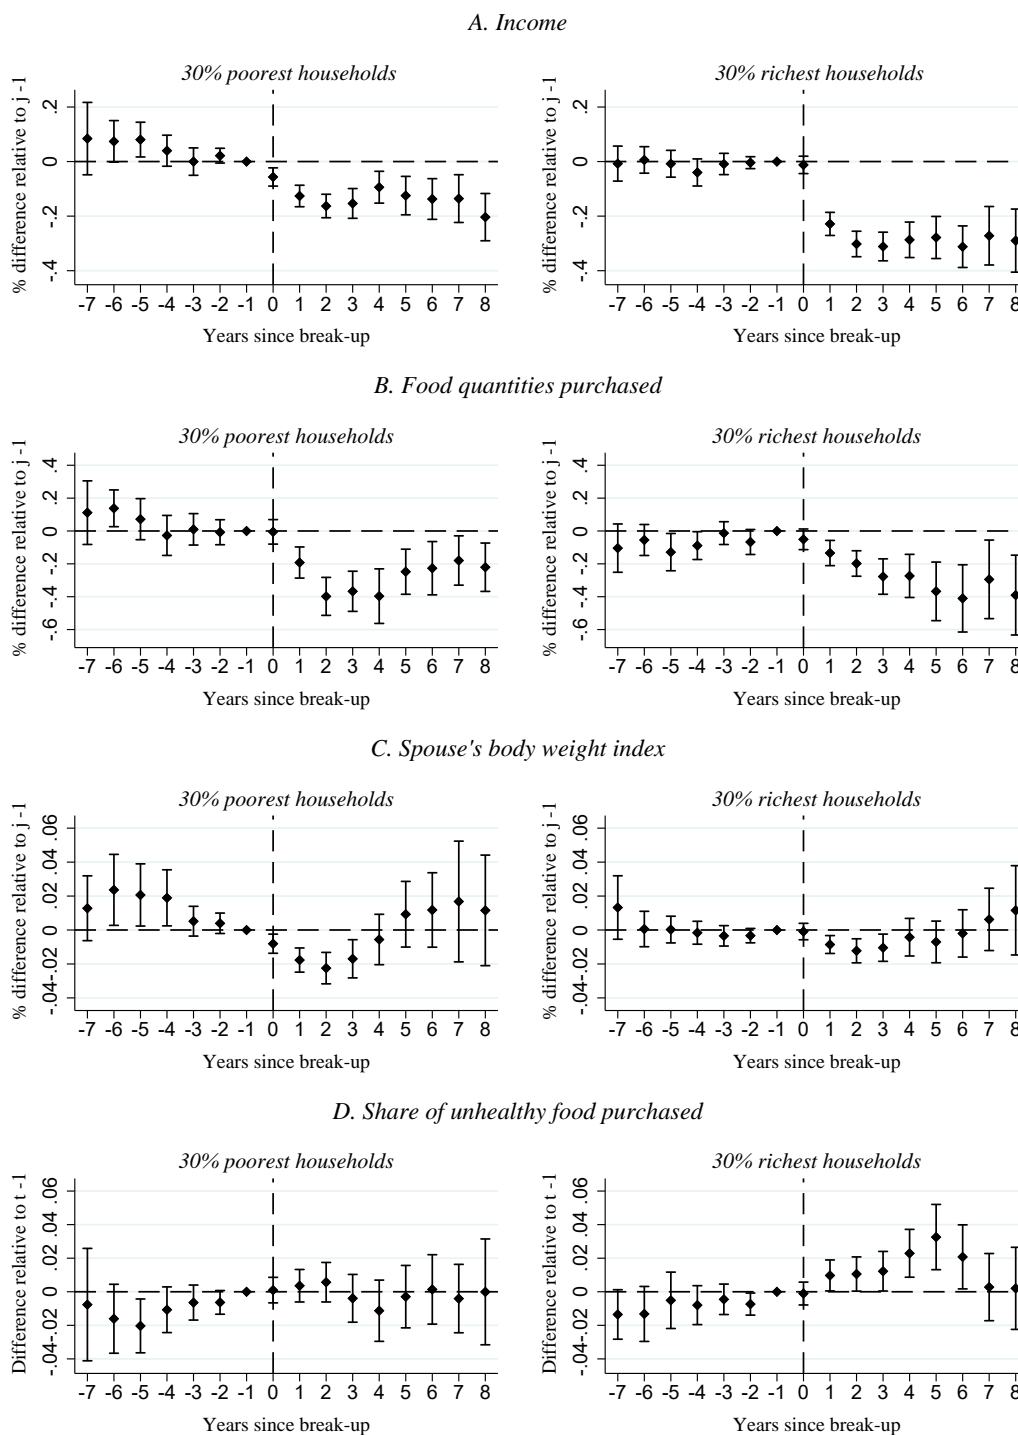 A. Income
30% poorest households
% difference relative to j -1
.2
0
-.2
-.4
-7 -6 -5 -4 -3 -2 -1 0 1 2 3 4 5 6 7 8
Years since break-up
30% richest households
% difference relative to j -1
.2
0
-.2
-.4
-7 -6 -5 -4 -3 -2 -1 0 1 2 3 4 5 6 7 8
Years since break-up
B. Food quantities purchased
30% poorest households
% difference relative to j -1
.4
.2
0
-.2
-.4
-.6
-7 -6 -5 -4 -3 -2 -1 0 1 2 3 4 5 6 7 8
Years since break-up
30% richest households
% difference relative to j -1
.4
.2
0
-.2
-.4
-.6
-7 -6 -5 -4 -3 -2 -1 0 1 2 3 4 5 6 7 8
Years since break-up
C. Spouse's body weight index
30% poorest households
% difference relative to j -1
.06
.04
.02
0
-.02
-.04
-7 -6 -5 -4 -3 -2 -1 0 1 2 3 4 5 6 7 8
Years since break-up
30% richest households
% difference relative to j -1
.06
.04
.02
0
-.02
-.04
-7 -6 -5 -4 -3 -2 -1 0 1 2 3 4 5 6 7 8
Years since break-up
D. Share of unhealthy food purchased
30% poorest households
Difference relative to t -1
.06
.04
.02
0
-.02
-.04
-7 -6 -5 -4 -3 -2 -1 0 1 2 3 4 5 6 7 8
Years since break-up
30% richest households
Difference relative to t -1
.06
.04
.02
0
-.02
-.04
-7 -6 -5 -4 -3 -2 -1 0 1 2 3 4 5 6 7 8
Years since break-up